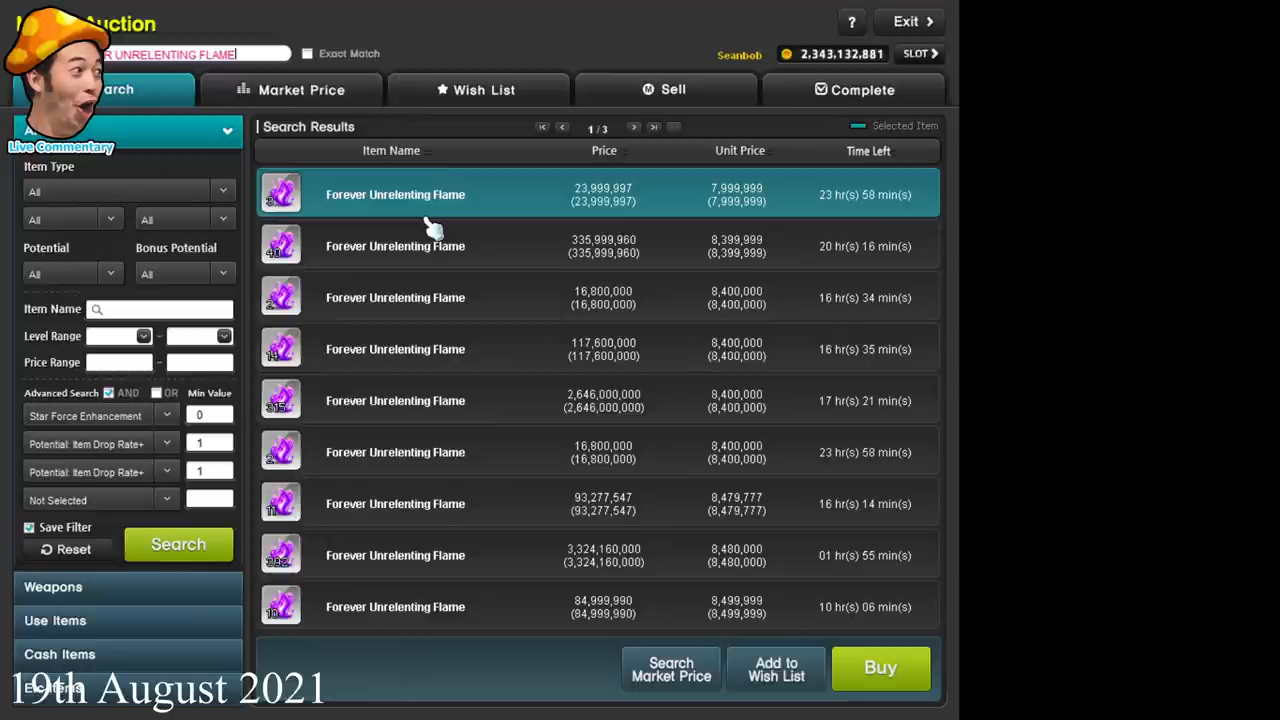 Auction
? Exit >
R UNRELENTING FLAME
Exact Match
Seanbob 2,343,132,881 SLOT >
arch
Market Price
Wish List
Sell
Complete
Live Commentary
Search Results
1 / 3
Selected Item
Item Name Price Unit Price Time Left
Item Type
All
All All
Potential Bonus Potential
All All
Item Name
Level Range -
Price Range -
Advanced Search AND OR Min Value
Star Force Enhancement 0
Potential: Item Drop Rate+ 1
Potential: Item Drop Rate+ 1
Not Selected
Save Filter
Reset
Search
Weapons
Use Items
Cash Items
3 Forever Unrelenting Flame 23,999,997 7,999,999 23 hr(s) 58 min(s)
(23,999,997) (7,999,999)
40 Forever Unrelenting Flame 335,999,960 8,399,999 20 hr(s) 16 min(s)
(335,999,960) (8,399,999)
2 Forever Unrelenting Flame 16,800,000 8,400,000 16 hr(s) 34 min(s)
(16,800,000) (8,400,000)
14 Forever Unrelenting Flame 117,600,000 8,400,000 16 hr(s) 35 min(s)
(117,600,000) (8,400,000)
315 Forever Unrelenting Flame 2,646,000,000 8,400,000 17 hr(s) 21 min(s)
(2,646,000,000) (8,400,000)
2 Forever Unrelenting Flame 16,800,000 8,400,000 23 hr(s) 58 min(s)
(16,800,000) (8,400,000)
11 Forever Unrelenting Flame 93,277,547 8,479,777 16 hr(s) 14 min(s)
(93,277,547) (8,479,777)
392 Forever Unrelenting Flame 3,324,160,000 8,480,000 01 hr(s) 55 min(s)
(3,324,160,000) (8,480,000)
10 Forever Unrelenting Flame 84,999,990 8,499,999 10 hr(s) 06 min(s)
(84,999,990) (8,499,999)
Search
Market Price
Add to
Wish List
Buy
19th August 2021